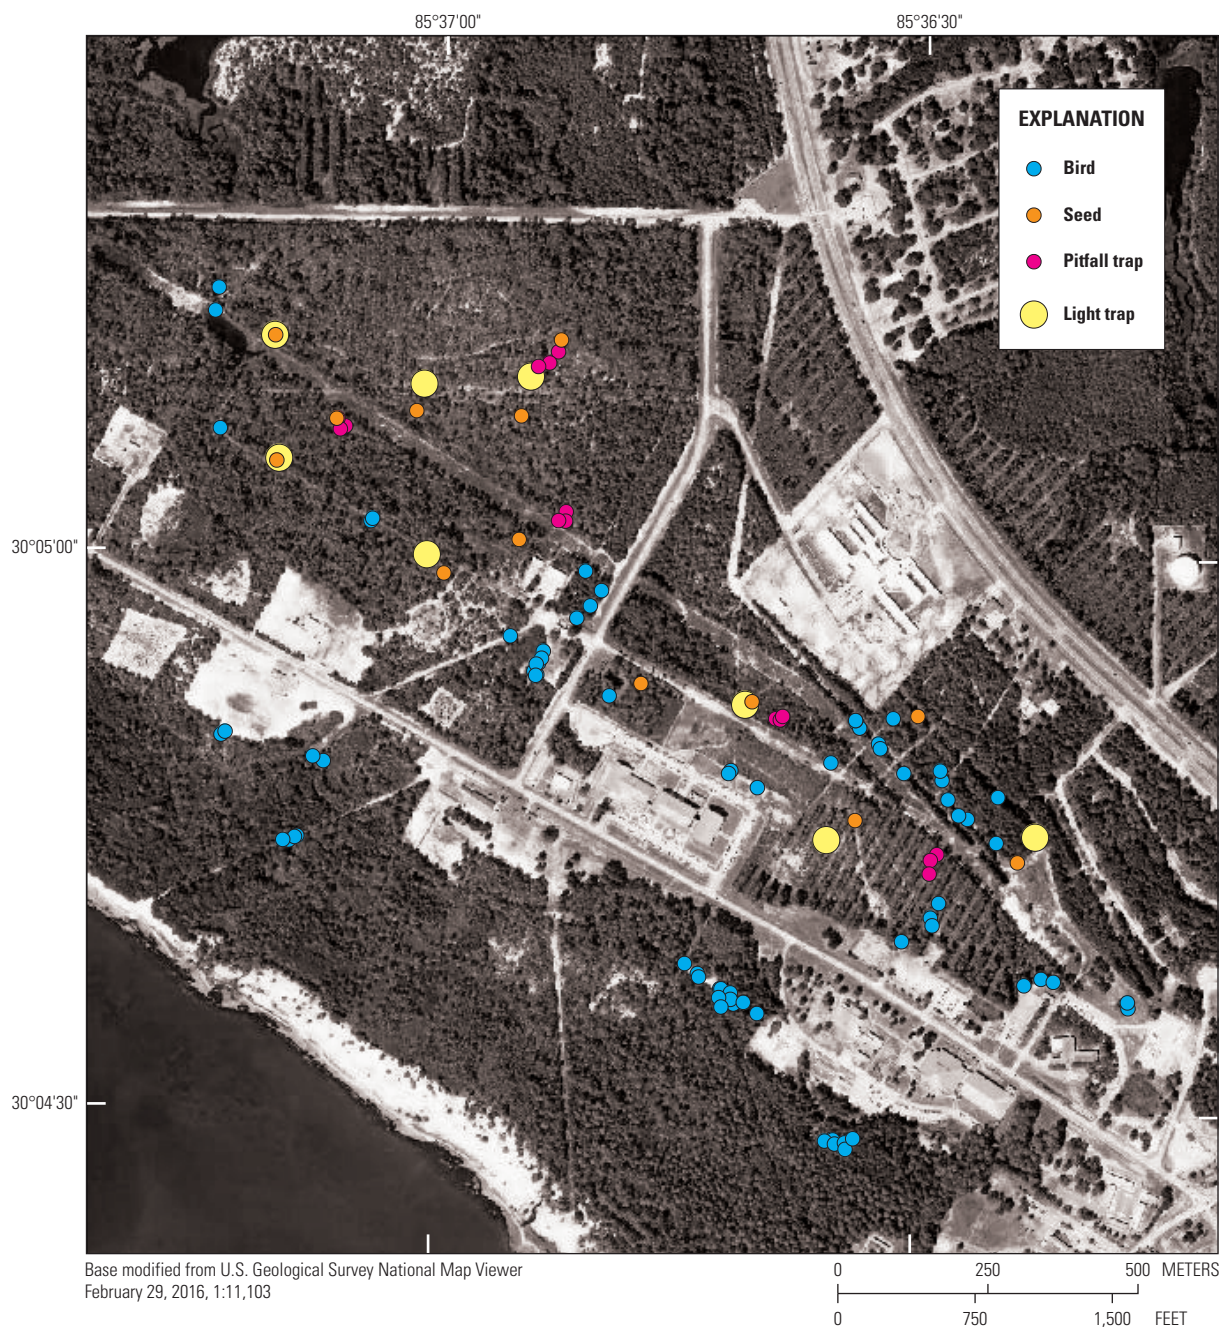 85°37'00"
85°36'30"
EXPLANATION
Bird
Seed
Pitfall trap
Light trap
30°05'00"
30°04'30"
Base modified from U.S. Geological Survey National Map Viewer
February 29, 2016, 1:11,103
0 250 500 METERS
0 750 1,500 FEET